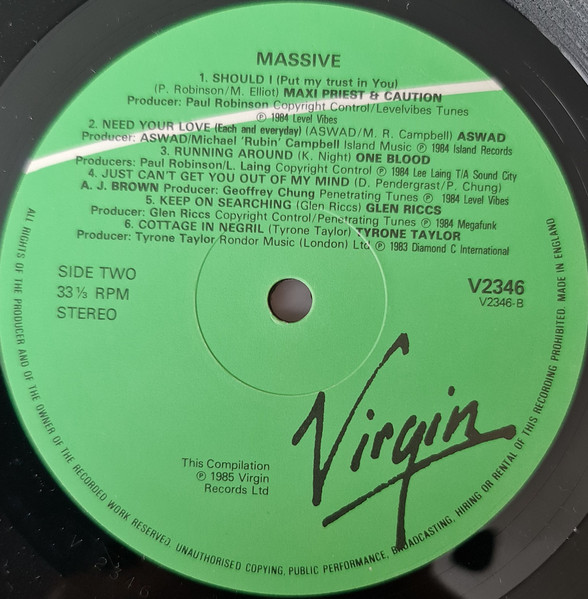 MASSIVE
1. SHOULD I (Put my trust in You)
(P. Robinson/M. Elliot) MAXI PRIEST & CAUTION
Producer: Paul Robinson Copyright Control/Levelvibes Tunes
℗ 1984 Level Vibes
2. NEED YOUR LOVE (Each and everyday) (ASWAD/M. R. Campbell) ASWAD
Producer: ASWAD/Michael 'Rubin' Campbell Island Music ℗ 1984 Island Records
3. RUNNING AROUND (K. Night) ONE BLOOD
Producers: Paul Robinson/L. Laing Copyright Control ℗ 1984 Lee Laing T/A Sound City
4. JUST CAN'T GET YOU OUT OF MY MIND (D. Pendergrast/P. Chung)
A. J. BROWN Producer: Geoffrey Chung Penetrating Tunes ℗ 1984 Level Vibes
5. KEEP ON SEARCHING (Glen Riccs) GLEN RICCS
Producer: Glen Riccs Copyright Control/Penetrating Tunes ℗ 1984 Megafunk
6. COTTAGE IN NEGRIL (Tyrone Taylor) TYRONE TAYLOR
Producer: Tyrone Taylor Rondor Music (London) Ltd ℗ 1983 Diamond C International
SIDE TWO
33⅓ RPM
STEREO
V2346
V2346-B
Virgin
This Compilation
℗ 1985 Virgin
Records Ltd
ALL RIGHTS OF THE PRODUCER AND OF THE OWNER OF THE RECORDED WORK RESERVED. UNAUTHORISED COPYING, PUBLIC PERFORMANCE, BROADCASTING, HIRING OR RENTAL OF THIS RECORDING PROHIBITED. MADE IN ENGLAND